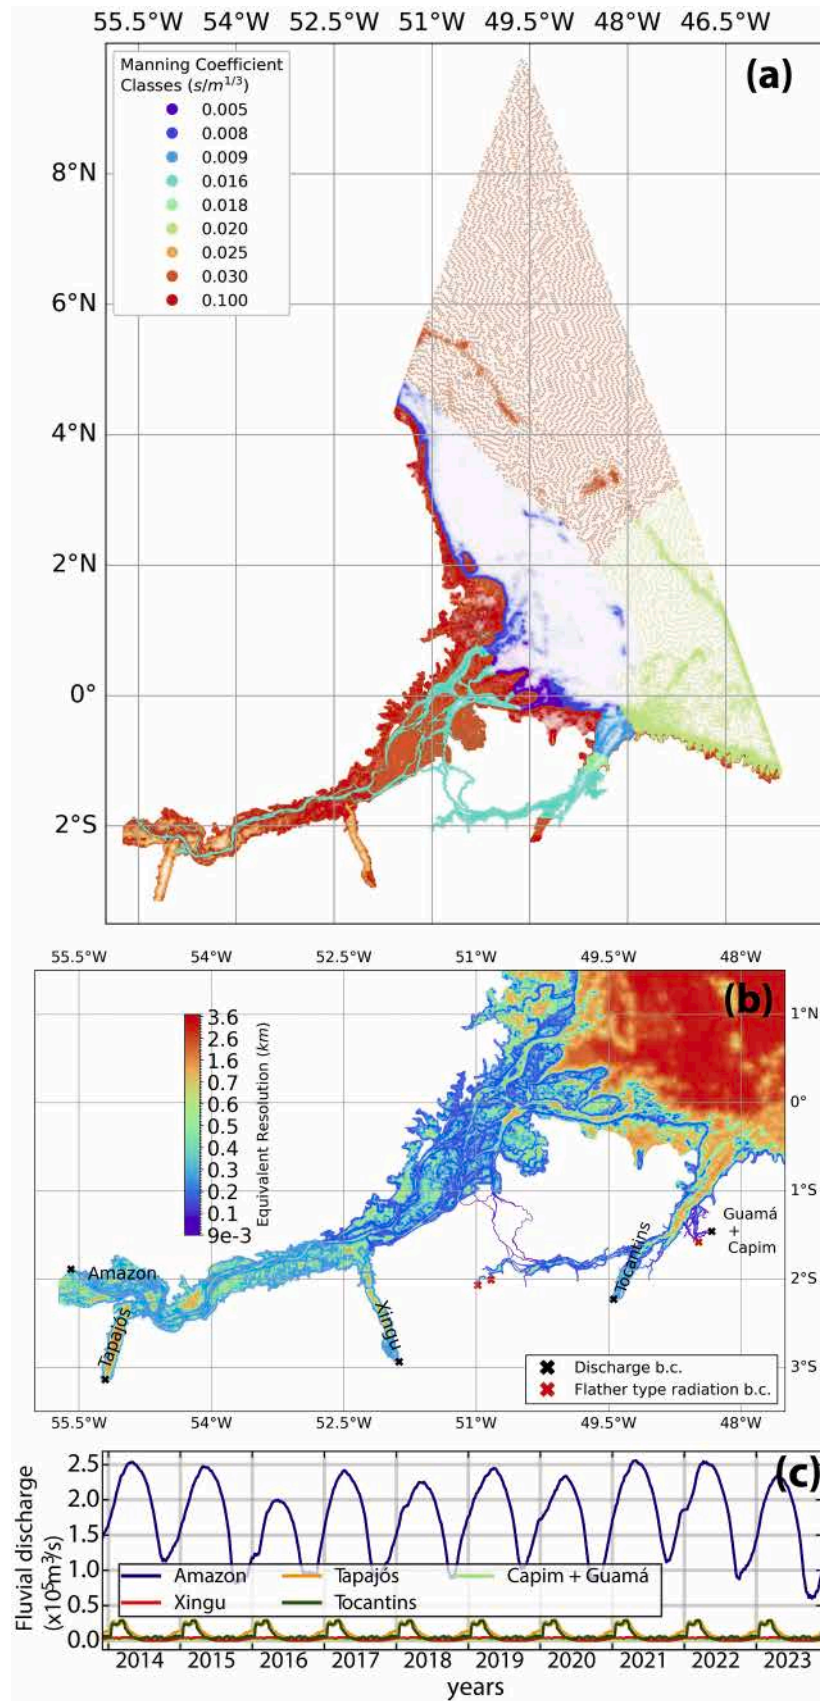 55.5°W 54°W 52.5°W 51°W 49.5°W 48°W 46.5°W
(a)
Manning Coefficient
Classes (s/m^{1/3})
0.005
0.008
0.009
0.016
0.018
0.020
0.025
0.030
0.100
8°N
6°N
4°N
2°N
0°
2°S
55.5°W 54°W 52.5°W 51°W 49.5°W 48°W
(b)
3.6
2.6
1.6
0.7
0.6
0.5
0.4
0.3
0.2
0.1
9e-3
Equivalent Resolution (km)
1°N
0°
1°S
2°S
3°S
Amazon
Tapajós
Xingu
Tocantins
Guamá
+
Capim
Discharge b.c.
Flather type radiation b.c.
55.5°W 54°W 52.5°W 51°W 49.5°W 48°W
(c)
Fluvial discharge
(x10⁵m³/s)
2.5
2.0
1.5
1.0
0.5
0.0
Amazon Tapajós Capim + Guamá
Xingu Tocantins
2014 2015 2016 2017 2018 2019 2020 2021 2022 2023
years